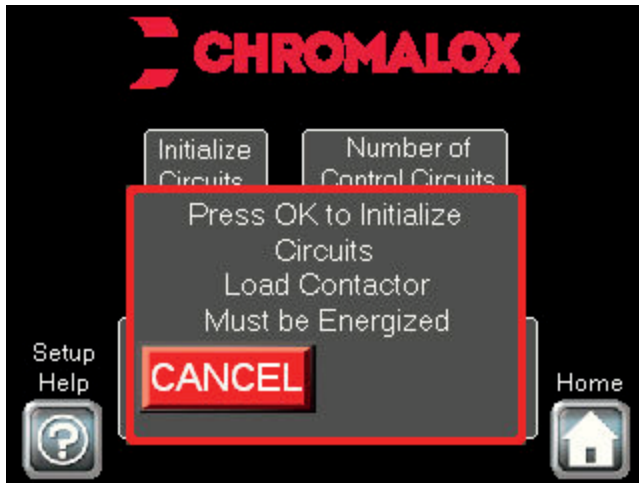 CHROMALOX
Initialize
Circuits
Number of
Control Circuits
Press OK to Initialize
Circuits
Load Contactor
Must be Energized
CANCEL
Setup
Help
Home